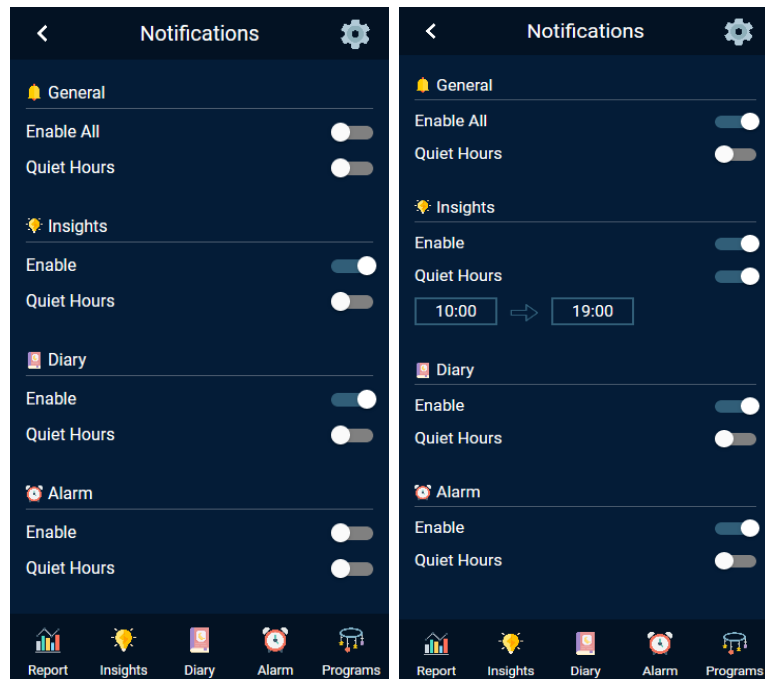 Notifications
General
Enable All
Quiet Hours
Insights
Enable
Quiet Hours
Diary
Enable
Quiet Hours
Alarm
Enable
Quiet Hours
Report Insights Diary Alarm Programs
Notifications
General
Enable All
Quiet Hours
Insights
Enable
Quiet Hours
10:00 19:00
Diary
Enable
Quiet Hours
Alarm
Enable
Quiet Hours
Report Insights Diary Alarm Programs